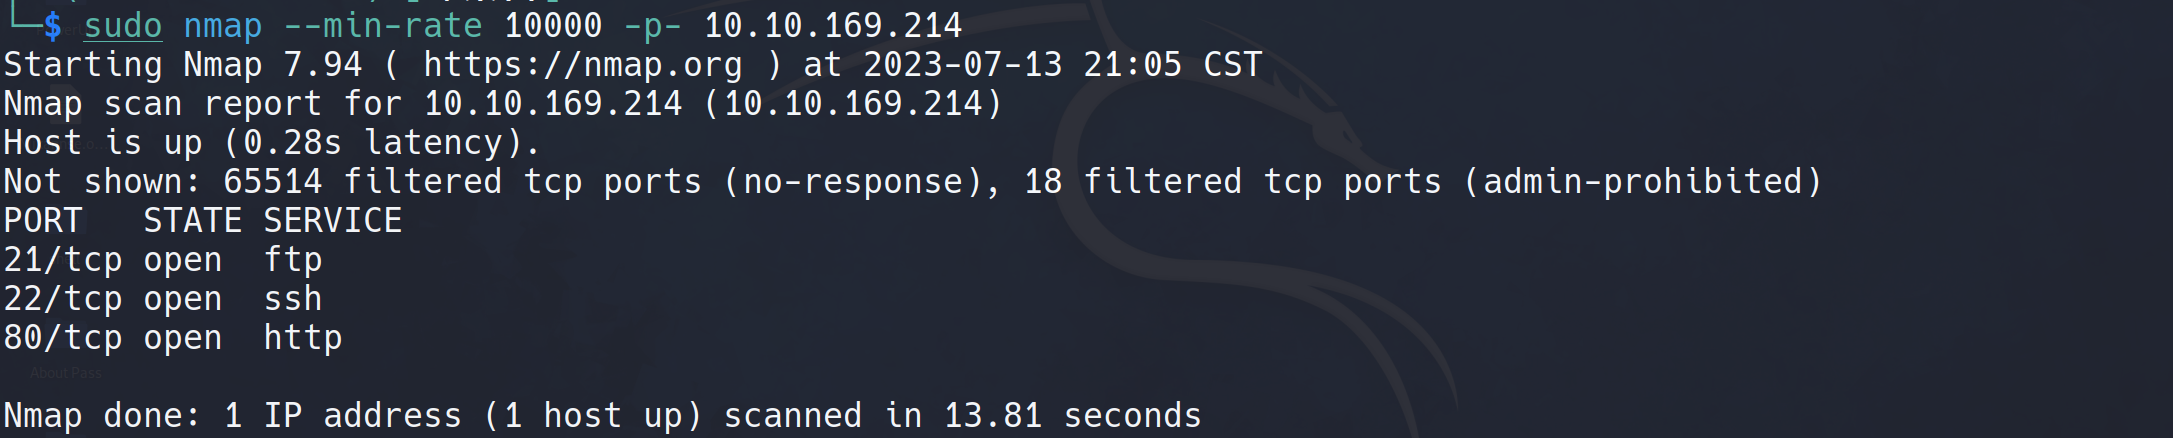 └─$ sudo nmap --min-rate 10000 -p- 10.10.169.214
Starting Nmap 7.94 ( https://nmap.org ) at 2023-07-13 21:05 CST
Nmap scan report for 10.10.169.214 (10.10.169.214)
Host is up (0.28s latency).
Not shown: 65514 filtered tcp ports (no-response), 18 filtered tcp ports (admin-prohibited)
PORT   STATE SERVICE
21/tcp open  ftp
22/tcp open  ssh
80/tcp open  http
About Pass
Nmap done: 1 IP address (1 host up) scanned in 13.81 seconds